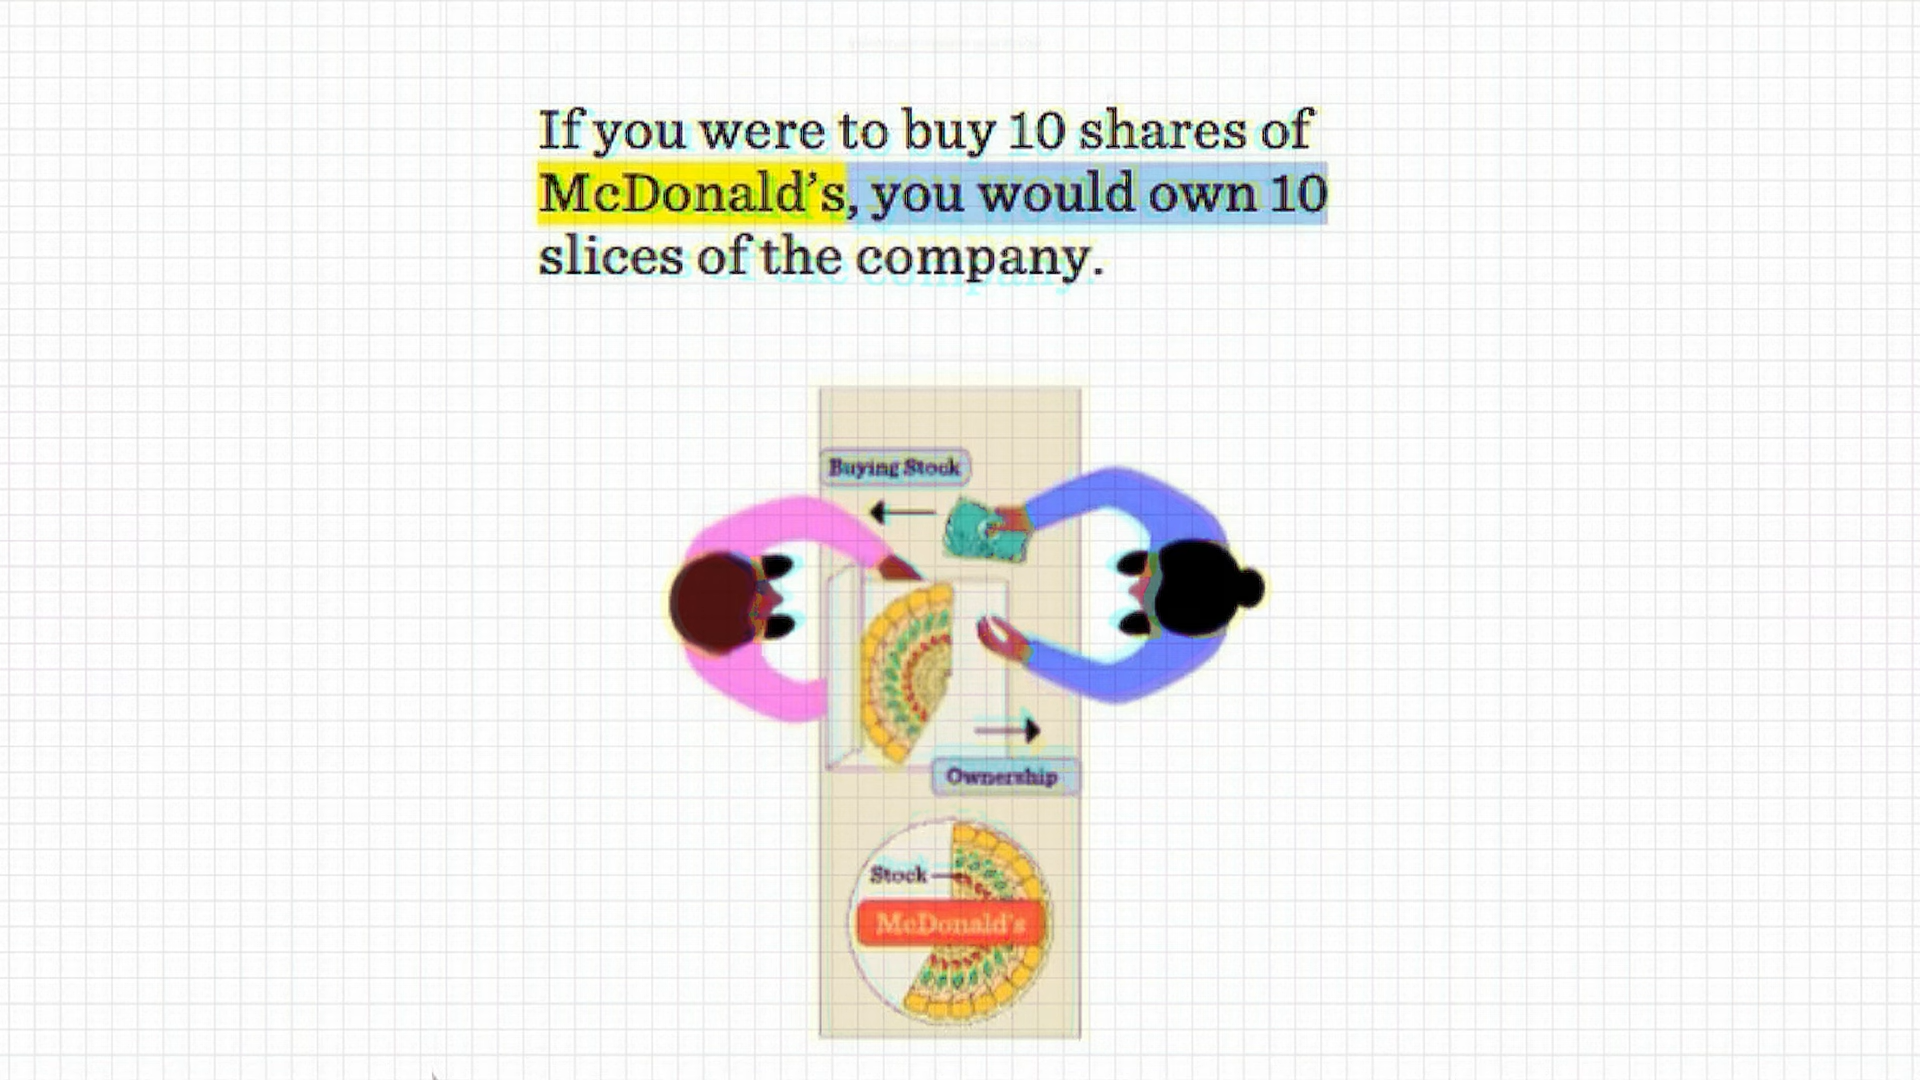 If you were to buy 10 shares of
McDonald's, you would own 10
slices of the company.
Buying Stock
Ownership
Stock
McDonald's